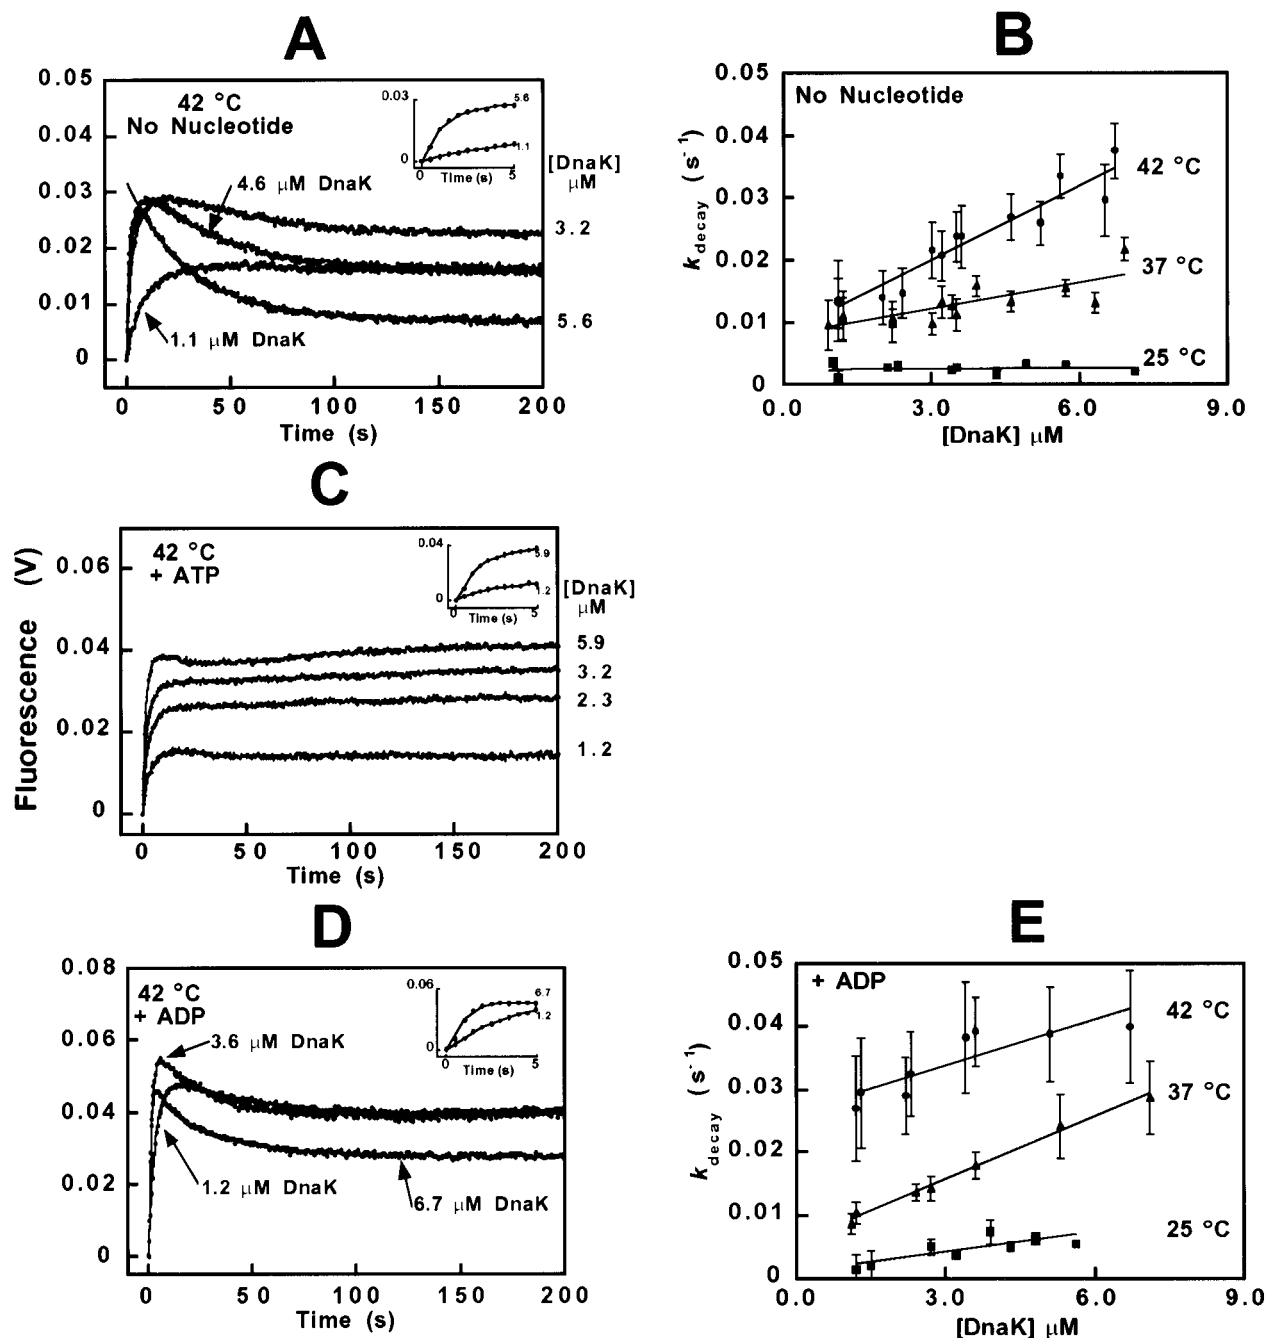 A
0.05
0.04
0.03
0.02
0.01
0
42 °C
No Nucleotide
0.03
0
5.6
1.1
0
5
Time (s)
[DnaK]
µM
4.6 µM DnaK
3.2
5.6
1.1 µM DnaK
0 50 100 150 200
Time (s)
B
0.05
0.04
0.03
0.02
0.01
0
k decay (s-1)
No Nucleotide
42 °C
37 °C
25 °C
0.0 3.0 6.0 9.0
[DnaK] µM
C
Fluorescence (V)
0.06
0.04
0.02
0
42 °C
+ ATP
0.04
0
5.9
1.2
0
5
Time (s)
[DnaK]
µM
5.9
3.2
2.3
1.2
0 50 100 150 200
Time (s)
D
0.08
0.06
0.04
0.02
0
42 °C
+ ADP
0.06
0
6.7
1.2
0
5
Time (s)
3.6 µM DnaK
1.2 µM DnaK
6.7 µM DnaK
0 50 100 150 200
Time (s)
E
0.05
0.04
0.03
0.02
0.01
0
k decay (s-1)
+ ADP
42 °C
37 °C
25 °C
0.0 3.0 6.0 9.0
[DnaK] µM